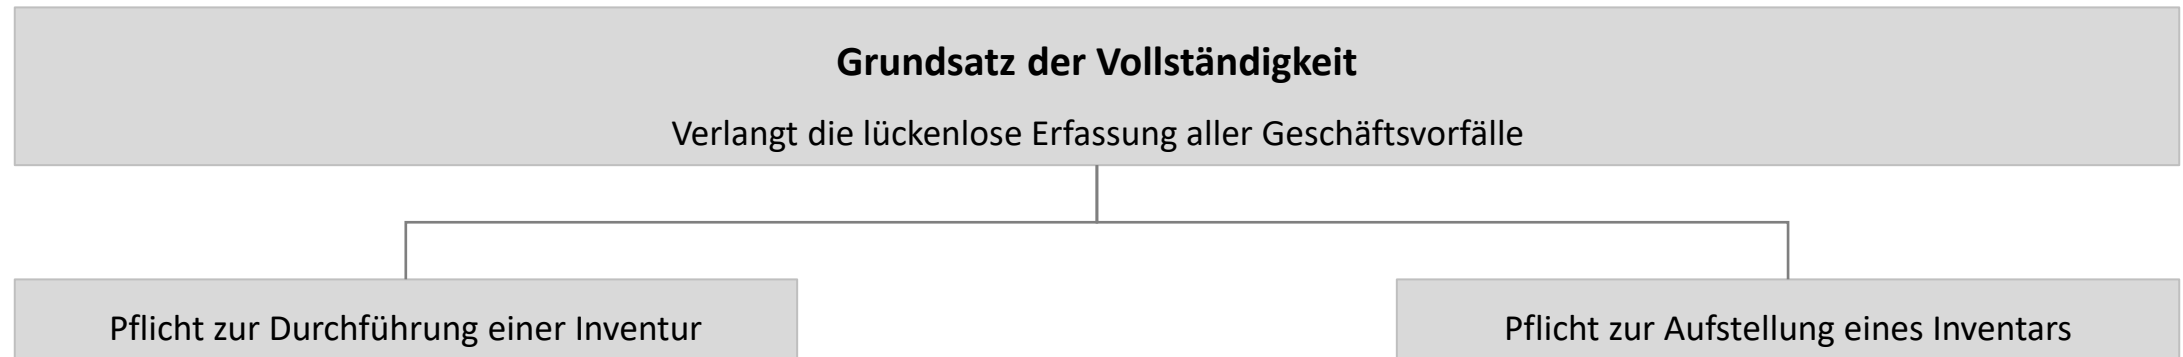 Grundsatz der Vollständigkeit
Verlangt die lückenlose Erfassung aller Geschäftsvorfälle
Pflicht zur Durchführung einer Inventur
Pflicht zur Aufstellung eines Inventars